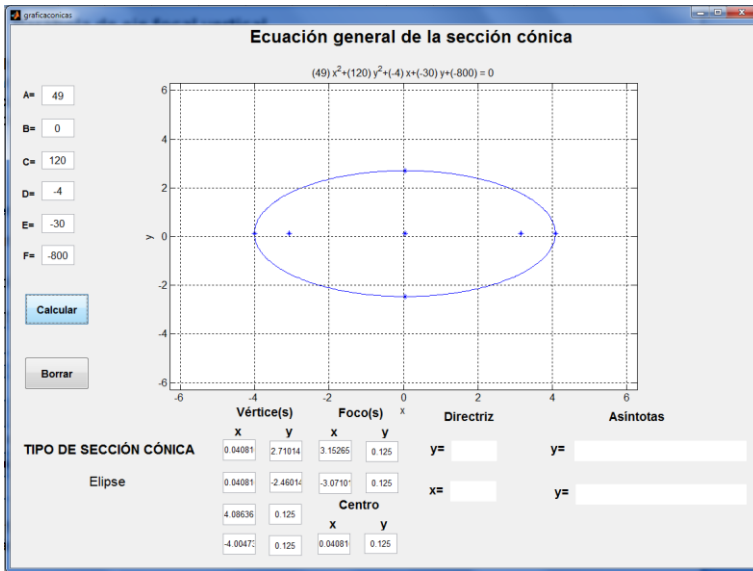 graficaconicas
Ecuación general de la sección cónica
(49) x²+(120) y²+(-4) x+(-30) y+(-800) = 0
A= 49
B= 0
C= 120
D= -4
E= -30
F= -800
Calcular
Borrar
6
4
2
0
-2
-4
-6
y
-6 -4 -2 0 2 4 6
x
Vértice(s) Foco(s) Directriz Asintotas
x y x y
TIPO DE SECCIÓN CÓNICA
Elipse
0.04081 2.71014 3.15265 0.125 y= y=
0.04081 -2.46014 -3.0710 0.125 x= y=
Centro
4.08636 0.125 x y
-4.0047 0.125 0.04081 0.125